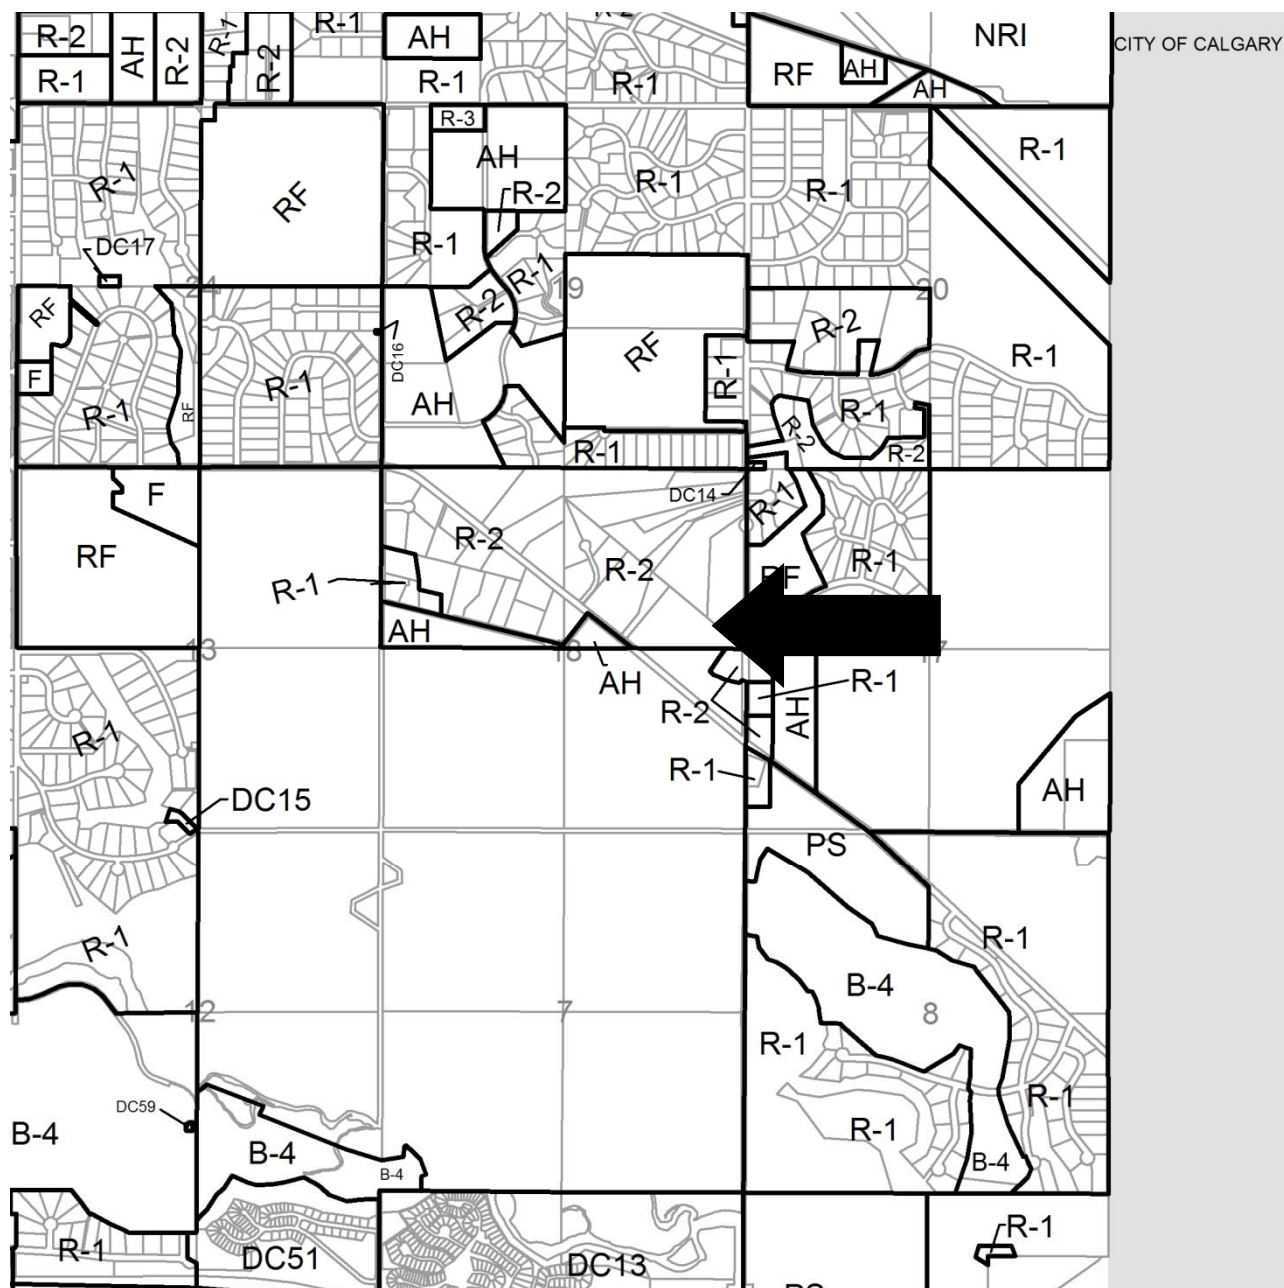 R-2
AH
R-2
R-1
R-2
R-1
AH
R-2
NRI
CITY OF CALGARY
R-1
R-1
R-1
RF
AH
AH
R-3
R-1
AH
R-1
R-1
R-1
RF
R-2
R-1
DC17
R-1
R-1
24
19
20
RF
R-2
R-2
RF
DC16
R-1
F
R-1
R-1
R-1
AH
R-1
RF
R-2
R-1
R-2
F
DC14
R-1
RF
R-2
R-2
R-1
R-1
RF
AH
13
18
17
AH
R-1
R-2
AH
R-1
R-1
AH
DC15
PS
R-1
R-1
B-4
12
7
8
R-1
DC59
R-1
B-4
R-1
B-4
B-4
B-4
R-1
R-1
DC51
DC13